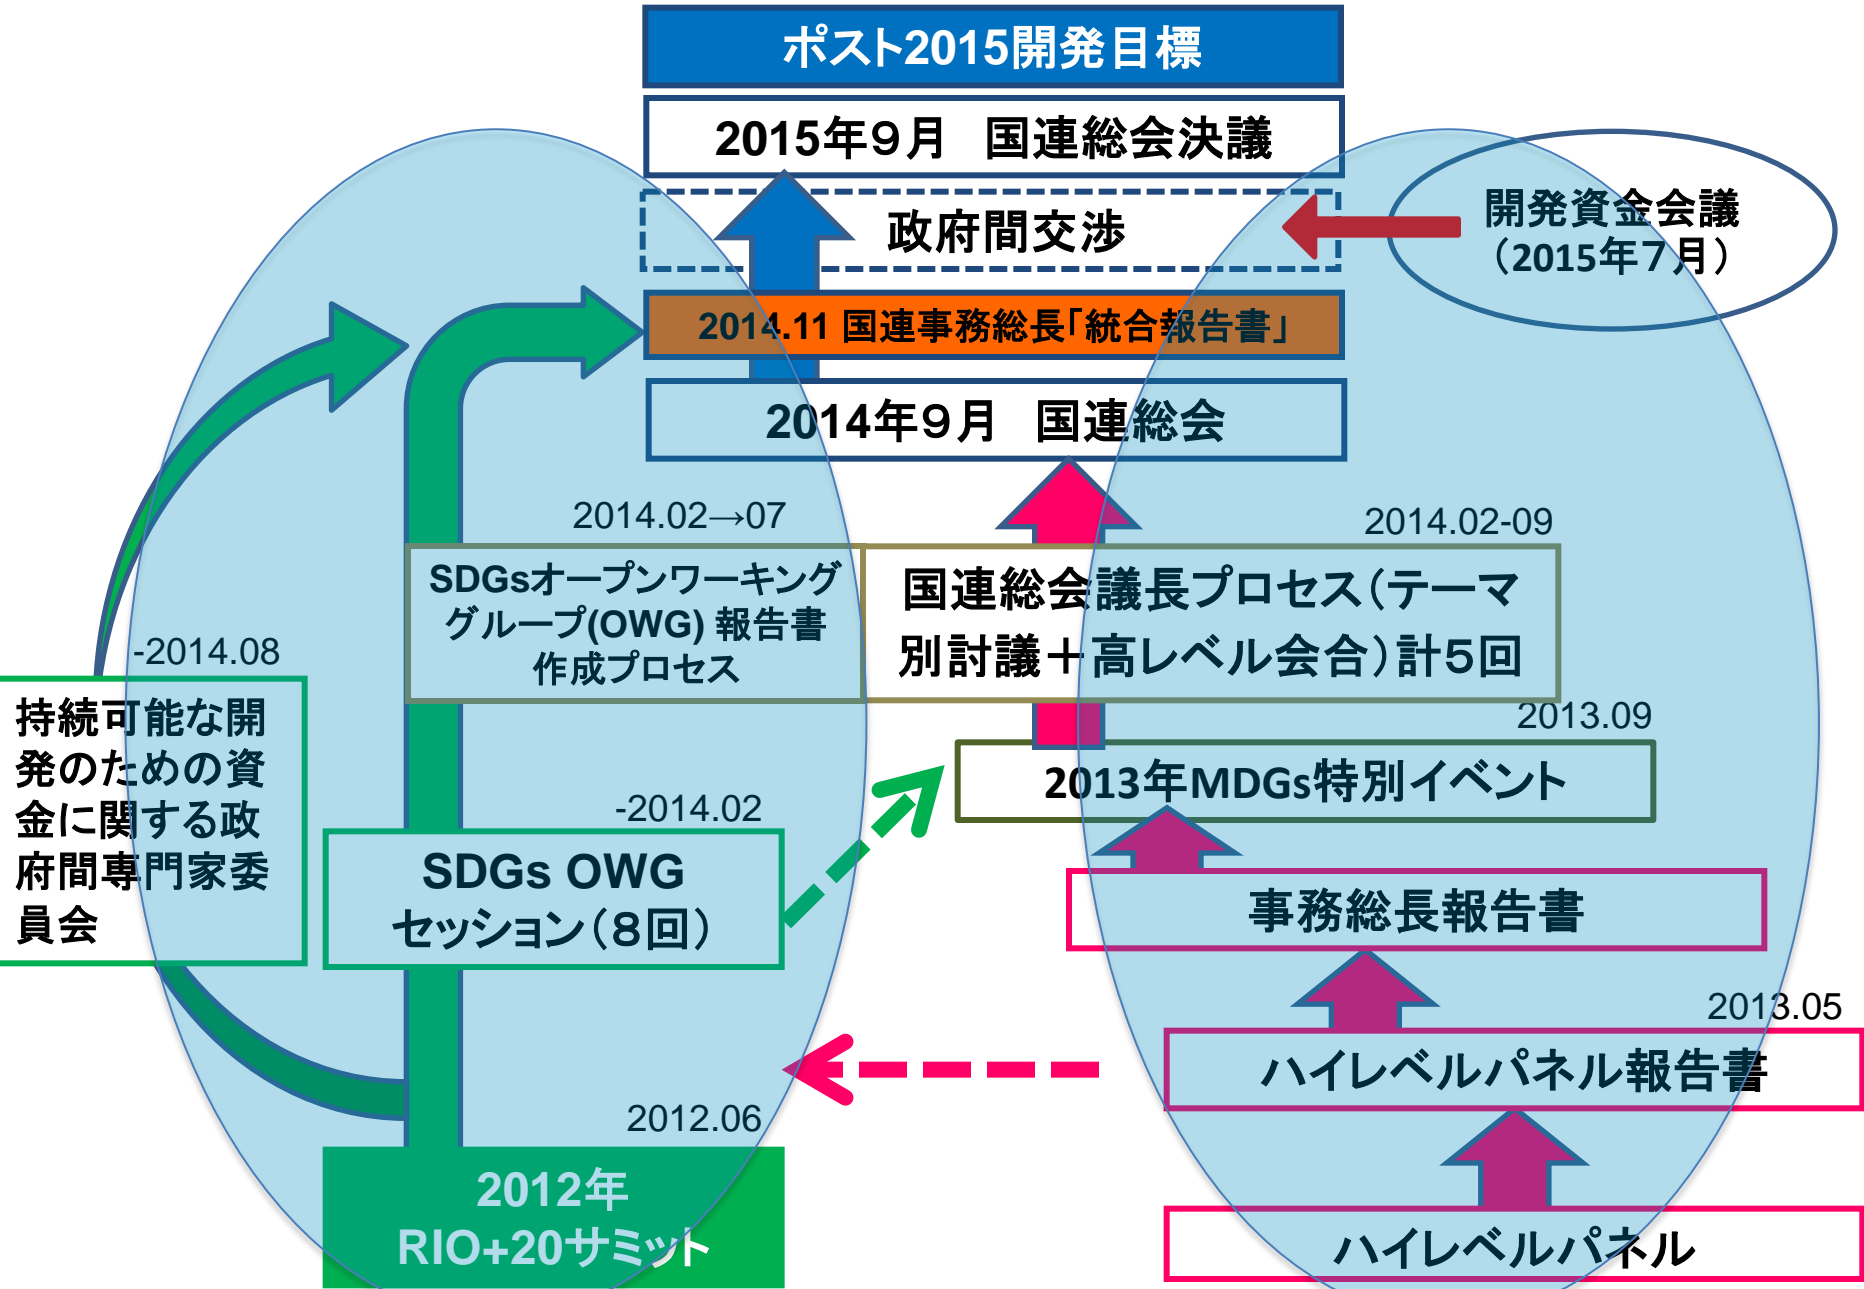 ポスト2015開発目標
2015年９月　国連総会決議
政府間交渉
開発資金会議
（2015年７月）
2014.11 国連事務総長「統合報告書」
2014年９月　国連総会
2014.02→07
2014.02-09
SDGsオープンワーキング
グループ(OWG) 報告書
作成プロセス
国連総会議長プロセス（テーマ
別討議＋高レベル会合）計５回
-2014.08
持続可能な開
発のための資
金に関する政
府間専門家委
員会
2013.09
2013年MDGs特別イベント
-2014.02
SDGs OWG
セッション（８回）
事務総長報告書
2013.05
ハイレベルパネル報告書
2012.06
2012年
RIO+20サミット
ハイレベルパネル